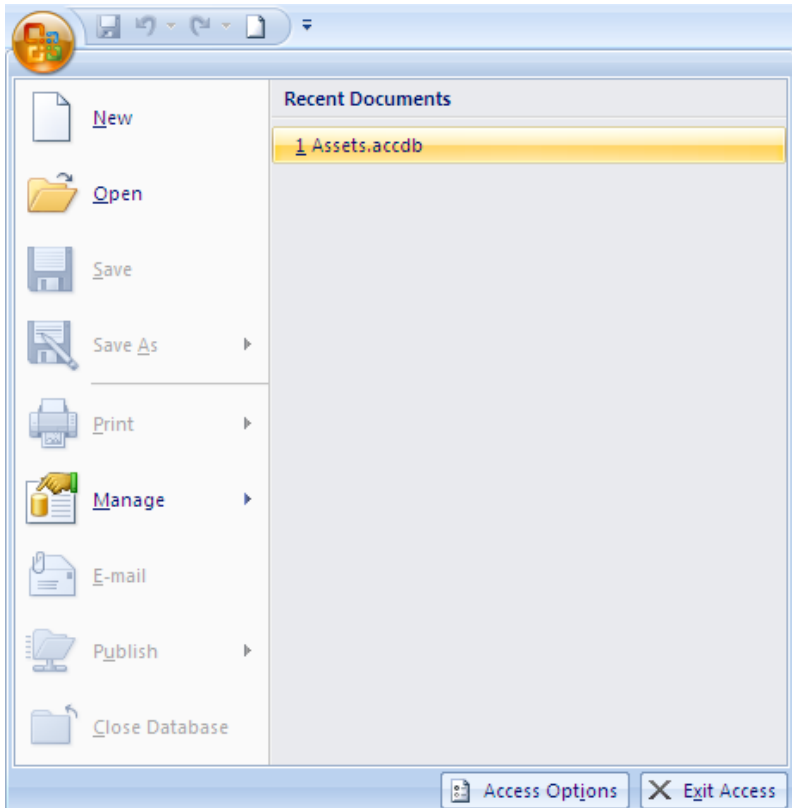 New
Open
Save
Save As
Print
Manage
E-mail
Publish
Close Database
Recent Documents
1 Assets.accdb
Access Options
Exit Access